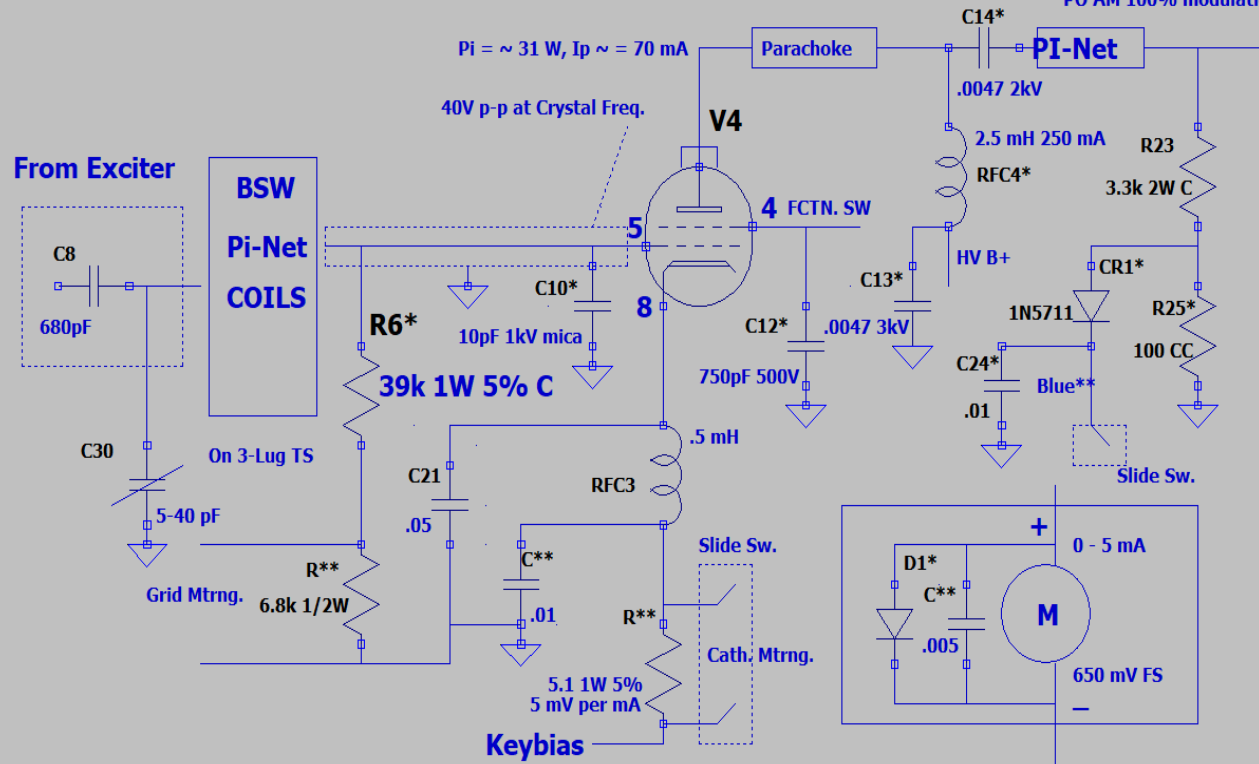 PO AM 100% modulati
C14*
Pi = ~ 31 W, Ip ~ = 70 mA
Parachoke
PI-Net
.0047 2kV
40V p-p at Crystal Freq.
V4
2.5 mH 250 mA
R23
From Exciter
BSW
RFC4*
3.3k 2W C
4
FCTN. SW
5
Pi-Net
C8
HV B+
CR1*
C10*
C13*
COILS
8
1N5711
R25*
680pF
R6*
C12*
.0047 3kV
10pF 1kV mica
100 CC
C24*
39k 1W 5% C
750pF 500V
Blue**
.01
.5 mH
C30
On 3-Lug TS
C21
RFC3
Slide Sw.
5-40 pF
.05
+
Slide Sw.
0 - 5 mA
C**
D1*
R**
Grid Mtrng.
6.8k 1/2W
C**
.01
R**
M
.005
Cath. Mtrng.
5.1 1W 5%
650 mV FS
5 mV per mA
−
Keybias